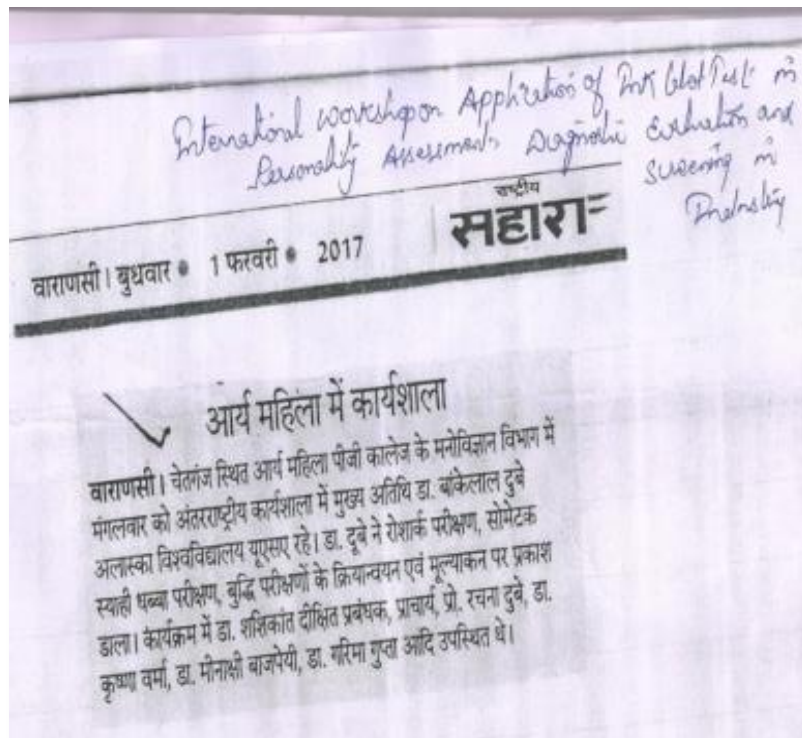 International workshop on Application of Ink blot Test in
Personality Assessment Diagnostic Evaluation and
Screening in
राष्ट्रीय
सहारा
वाराणसी। बुधवार • 1 फरवरी • 2017
आर्य महिला में कार्यशाला
वाराणसी। चेतगंज स्थित आर्य महिला पीजी कालेज के मनोविज्ञान विभाग में
मंगलवार को अंतरराष्ट्रीय कार्यशाला में मुख्य अतिथि डा. बांकेलाल दुबे
अलास्का विश्वविद्यालय यूएसए रहे। डा. दूबे ने रोशार्क परीक्षण, सोमेटक
स्याही धब्बा परीक्षण, बुद्धि परीक्षणों के क्रियान्वयन एवं मूल्याकन पर प्रकाश
डाला। कार्यक्रम में डा. शशिकांत दीक्षित प्रबंधक, प्राचार्य, प्रो. रचना दुबे, डा.
कृष्णा वर्मा, डा. मीनाक्षी बाजपेयी, डा. गरिमा गुप्ता आदि उपस्थित थे।